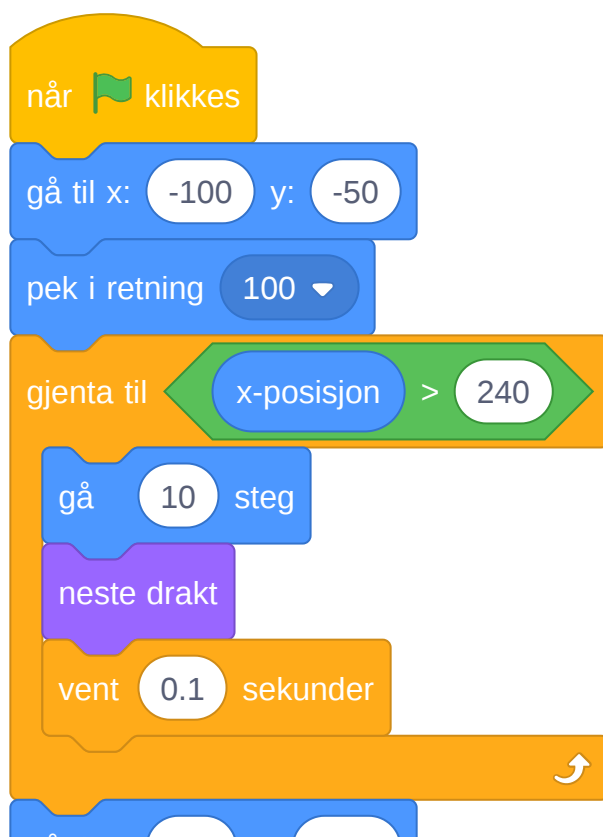 når klikkes
gå til x: -100 y: -50
pek i retning 100
gjenta til x-posisjon > 240
gå 10 steg
neste drakt
vent 0.1 sekunder